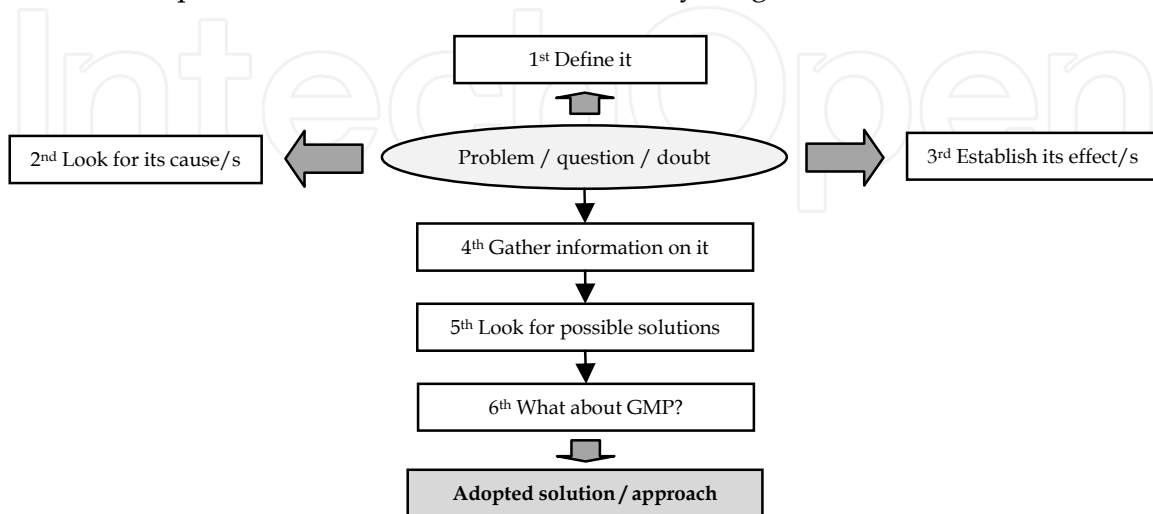 1st Define it
Problem / question / doubt
2nd Look for its cause/s
3rd Establish its effect/s
4th Gather information on it
5th Look for possible solutions
6th What about GMP?
Adopted solution / approach
IntechOpen